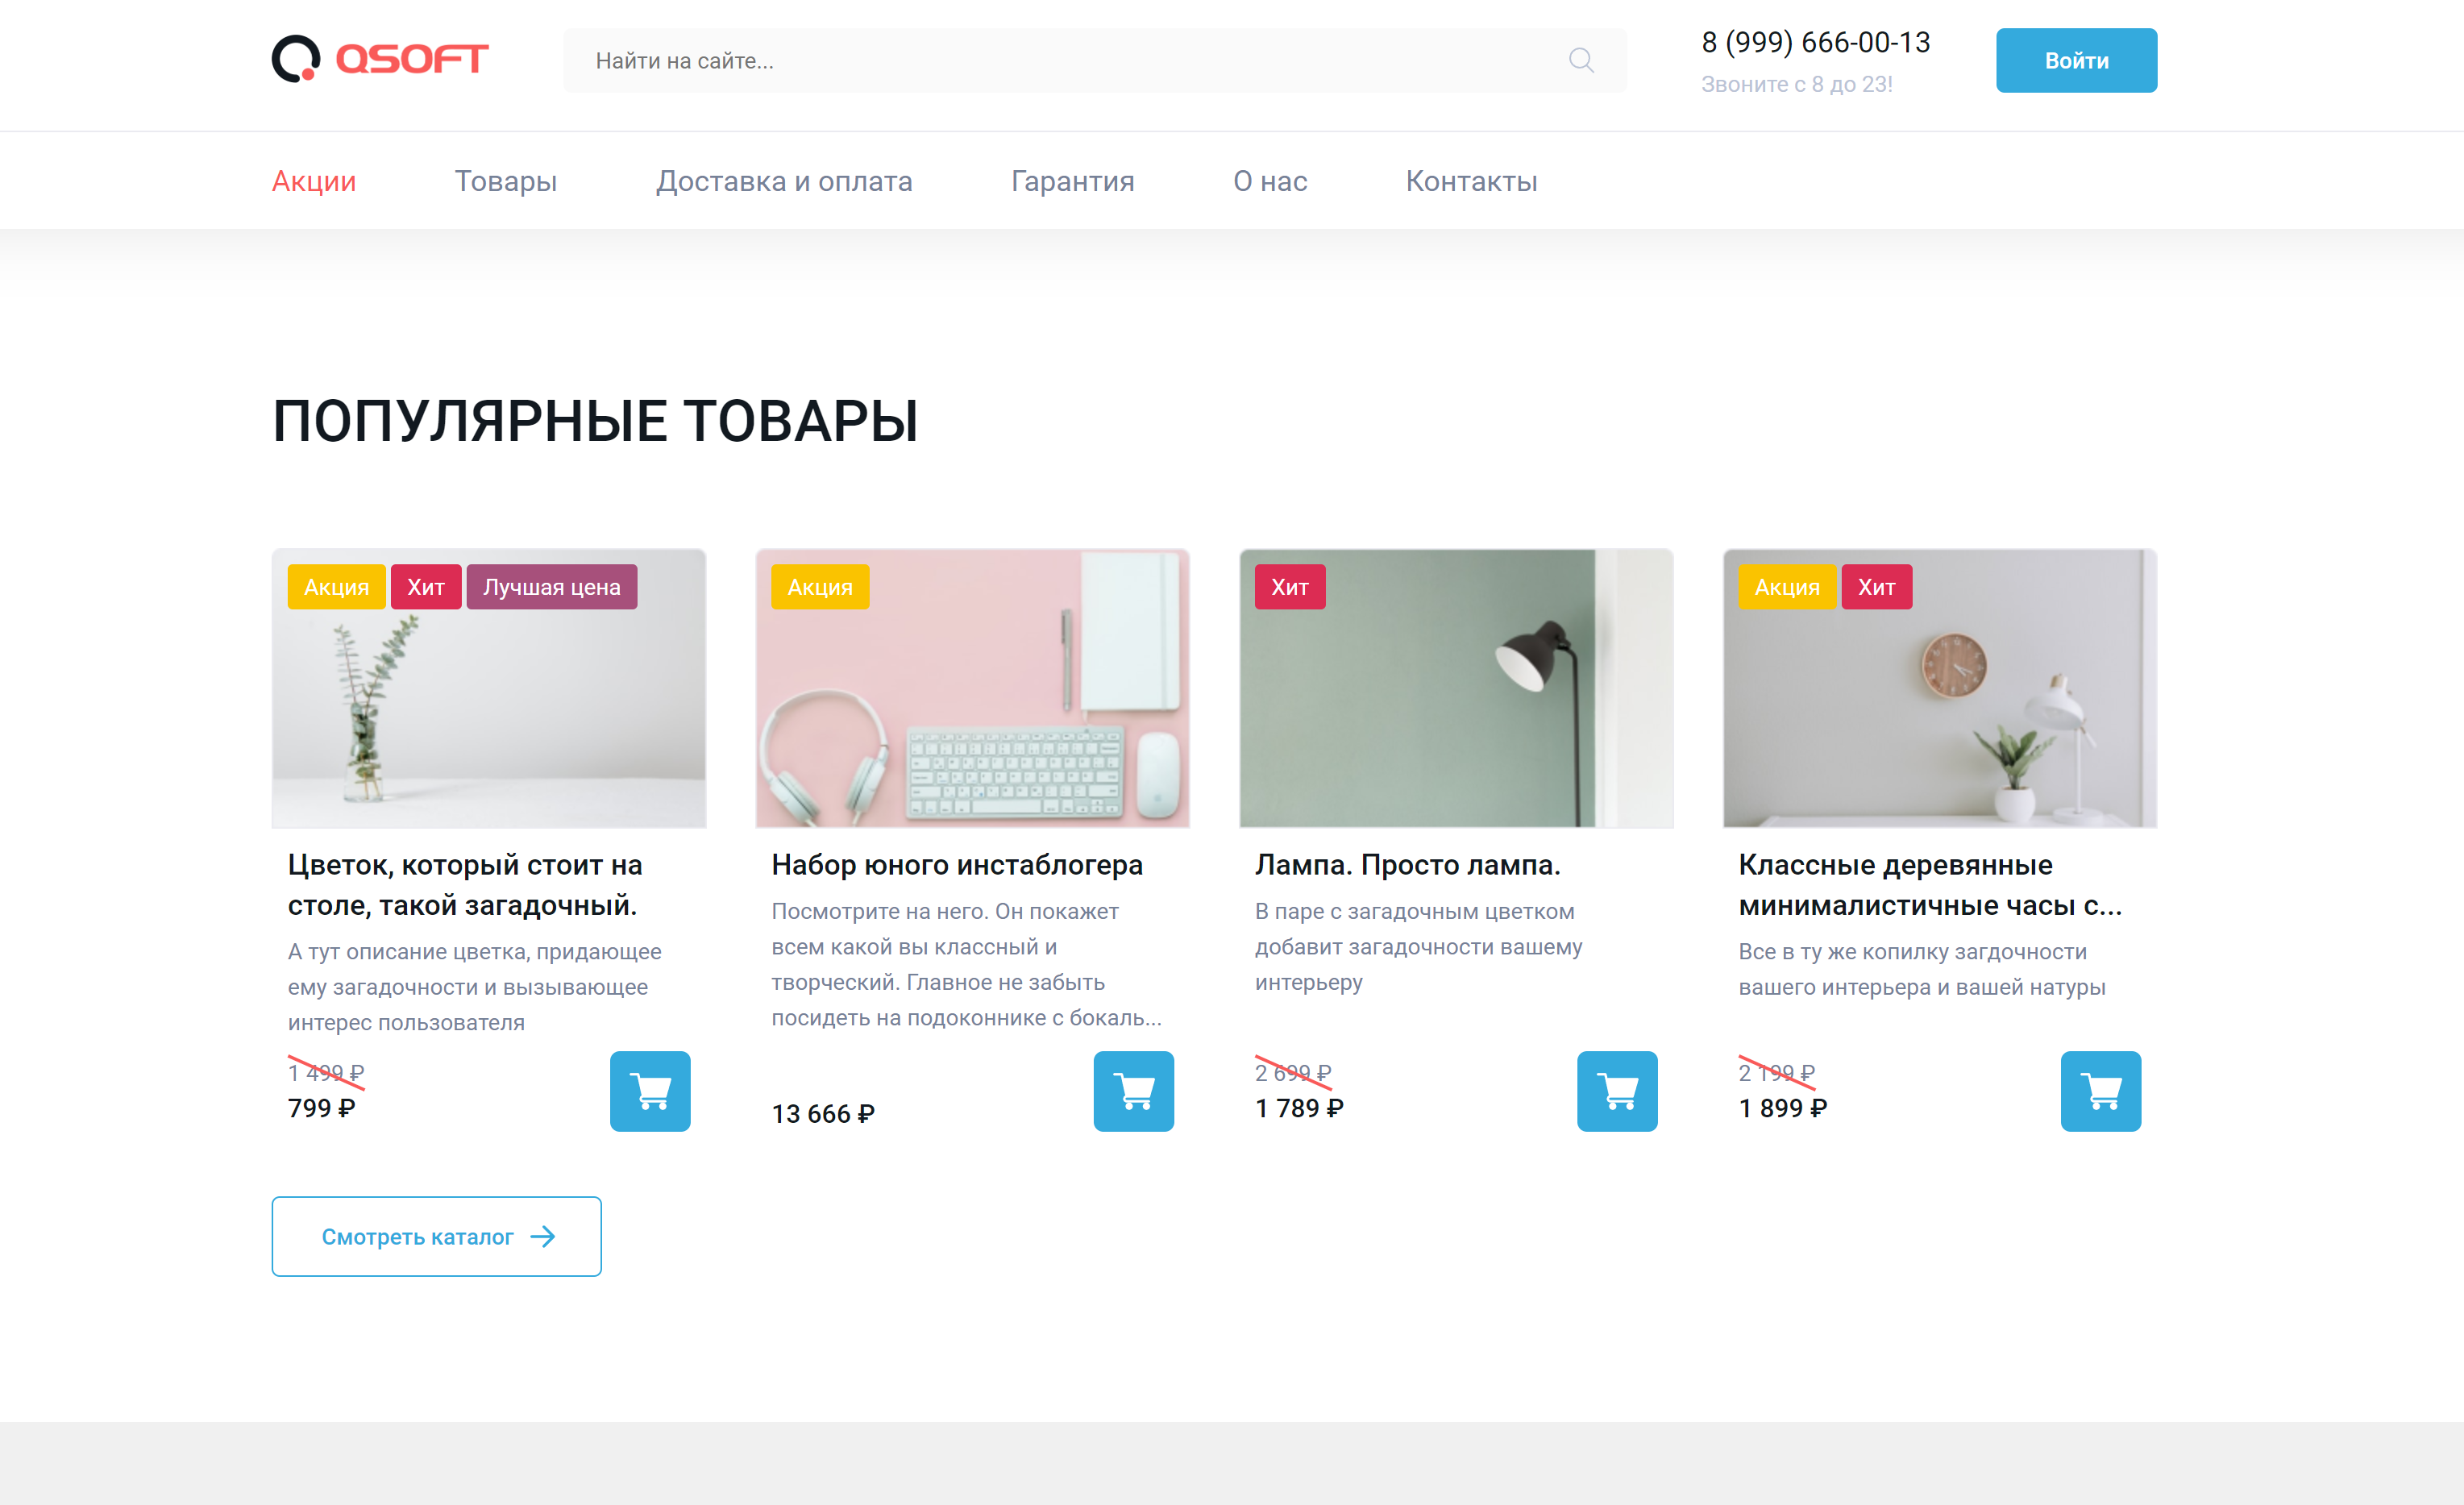 QSOFT
Найти на сайте...
8 (999) 666-00-13
Звоните с 8 до 23!
Войти
Акции
Товары
Доставка и оплата
Гарантия
О нас
Контакты
ПОПУЛЯРНЫЕ ТОВАРЫ
Акция
Хит
Лучшая цена
Цветок, который стоит на
столе, такой загадочный.
А тут описание цветка, придающее
ему загадочности и вызывающее
интерес пользователя
1 499 ₽
799 ₽
Акция
Набор юного инстаблогера
Посмотрите на него. Он покажет
всем какой вы классный и
творческий. Главное не забыть
посидеть на подоконнике с бокаль...
13 666 ₽
Хит
Лампа. Просто лампа.
В паре с загадочным цветком
добавит загадочности вашему
интерьеру
2 699 ₽
1 789 ₽
Акция
Хит
Классные деревянные
минималистичные часы с...
Все в ту же копилку загдочности
вашего интерьера и вашей натуры
2 199 ₽
1 899 ₽
Смотреть каталог